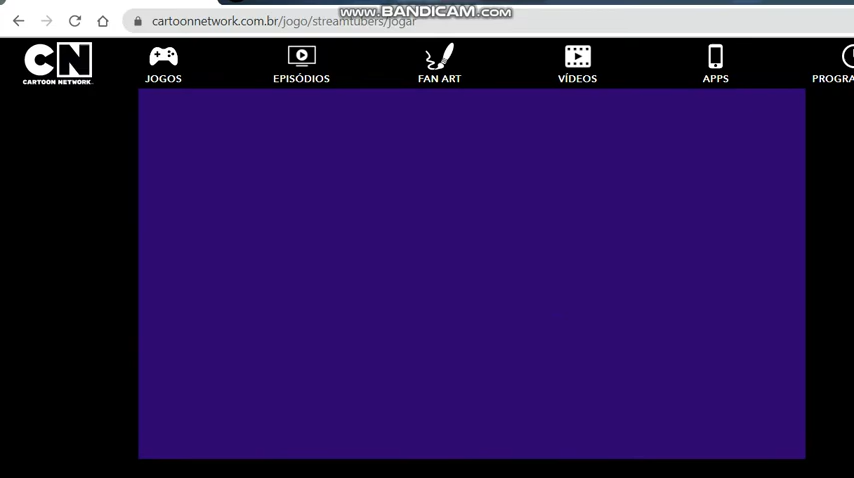 www.BANDICAM.com
cartoonnetwork.com.br/jogo/streamtubers/jogar
CN
CARTOON NETWORK
JOGOS
EPISÓDIOS
FAN ART
VÍDEOS
APPS
PROGRA